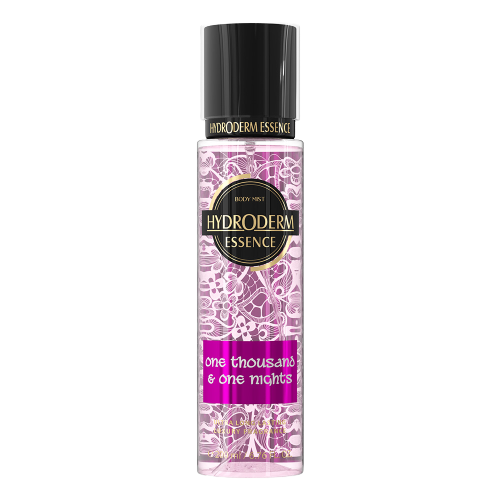 HYDRODERM ESSENCE
BODY MIST
HYDRODERM
ESSENCE
one thousand
& one nights